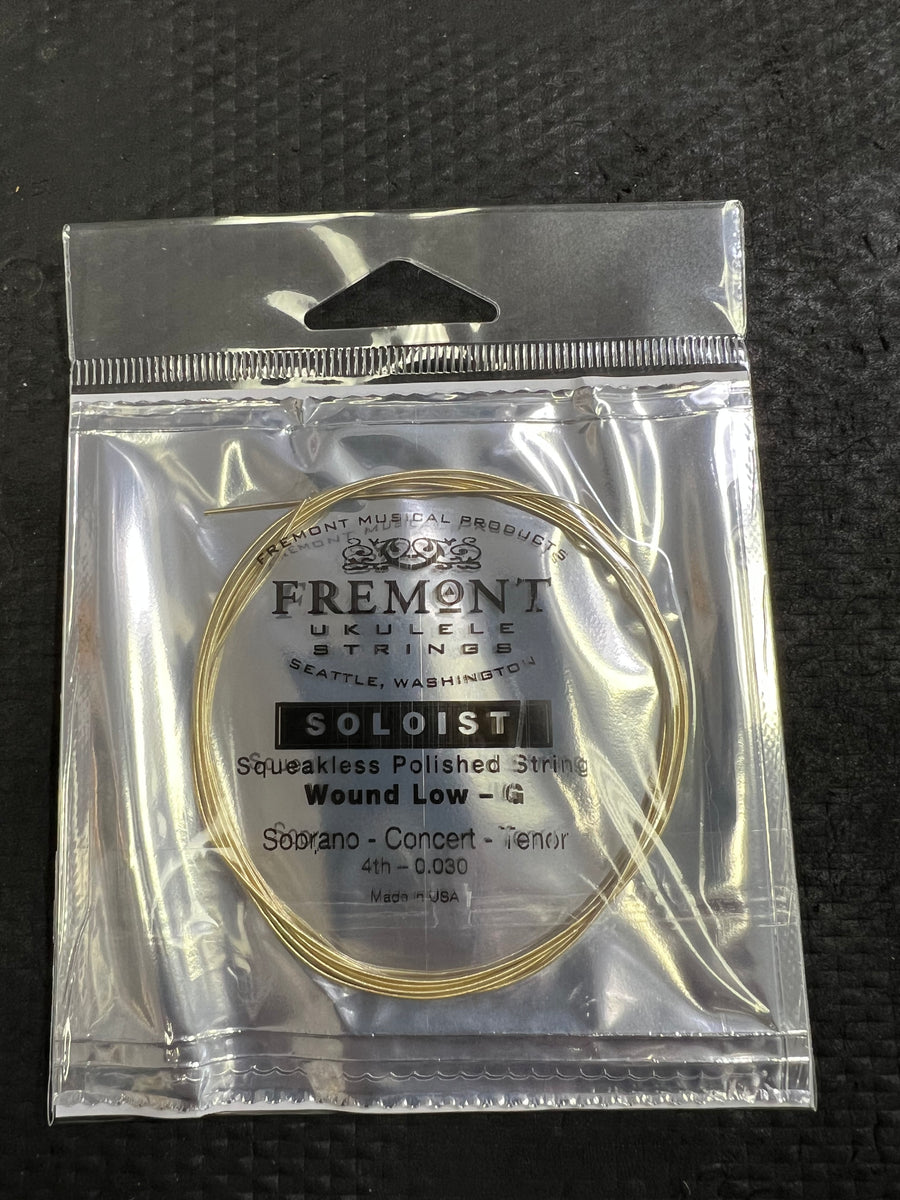 FREMONT MUSICAL PRODUCTS
FREMONT
UKULELE
STRINGS
SEATTLE, WASHINGTON
SOLOIST
Squeakless Polished String
Wound Low - G
Soprano - Concert - Tenor
4th - 0.030
Made in USA